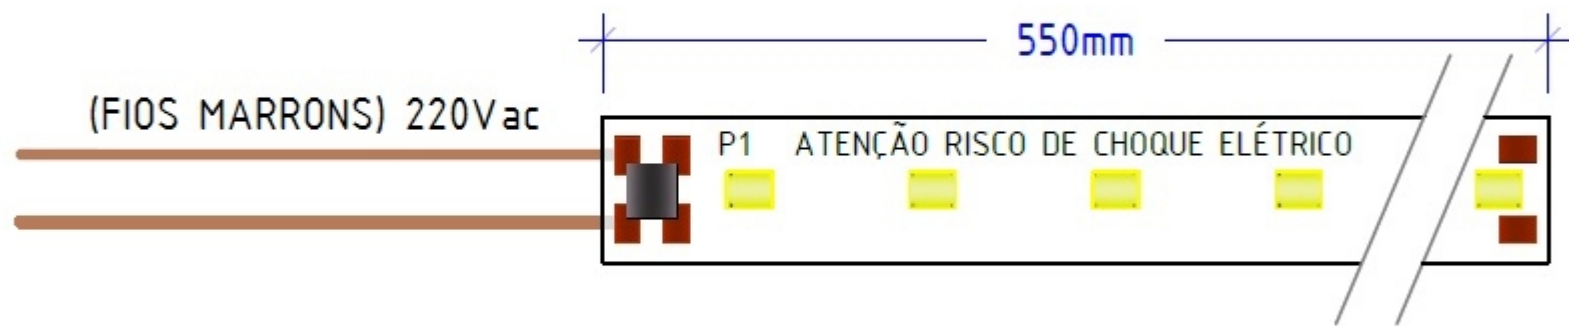 550mm
(FIOS MARRONS) 220Vac
P1 ATENÇÃO RISCO DE CHOQUE ELÉTRICO